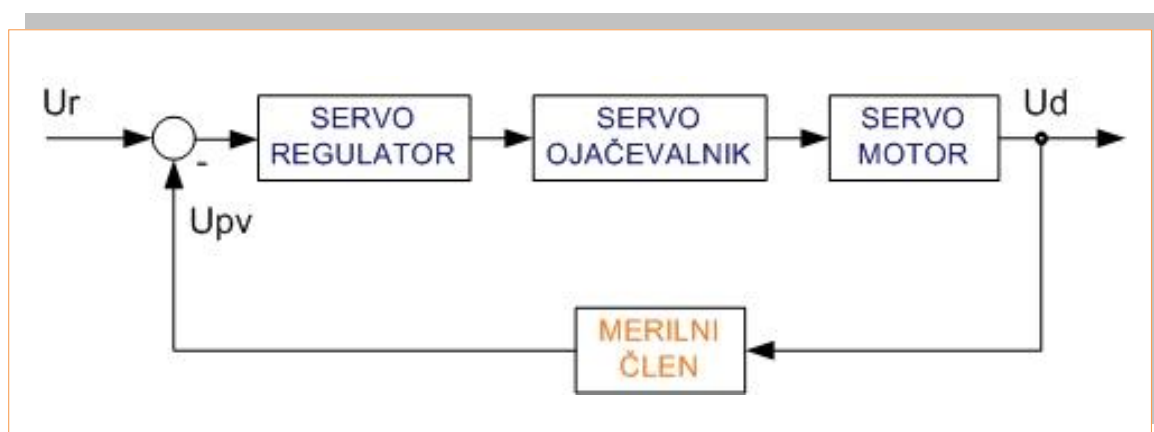 Ur
SERVO
REGULATOR
SERVO
OJAČEVALNIK
SERVO
MOTOR
Ud
-
Upv
MERILNI
ČLEN